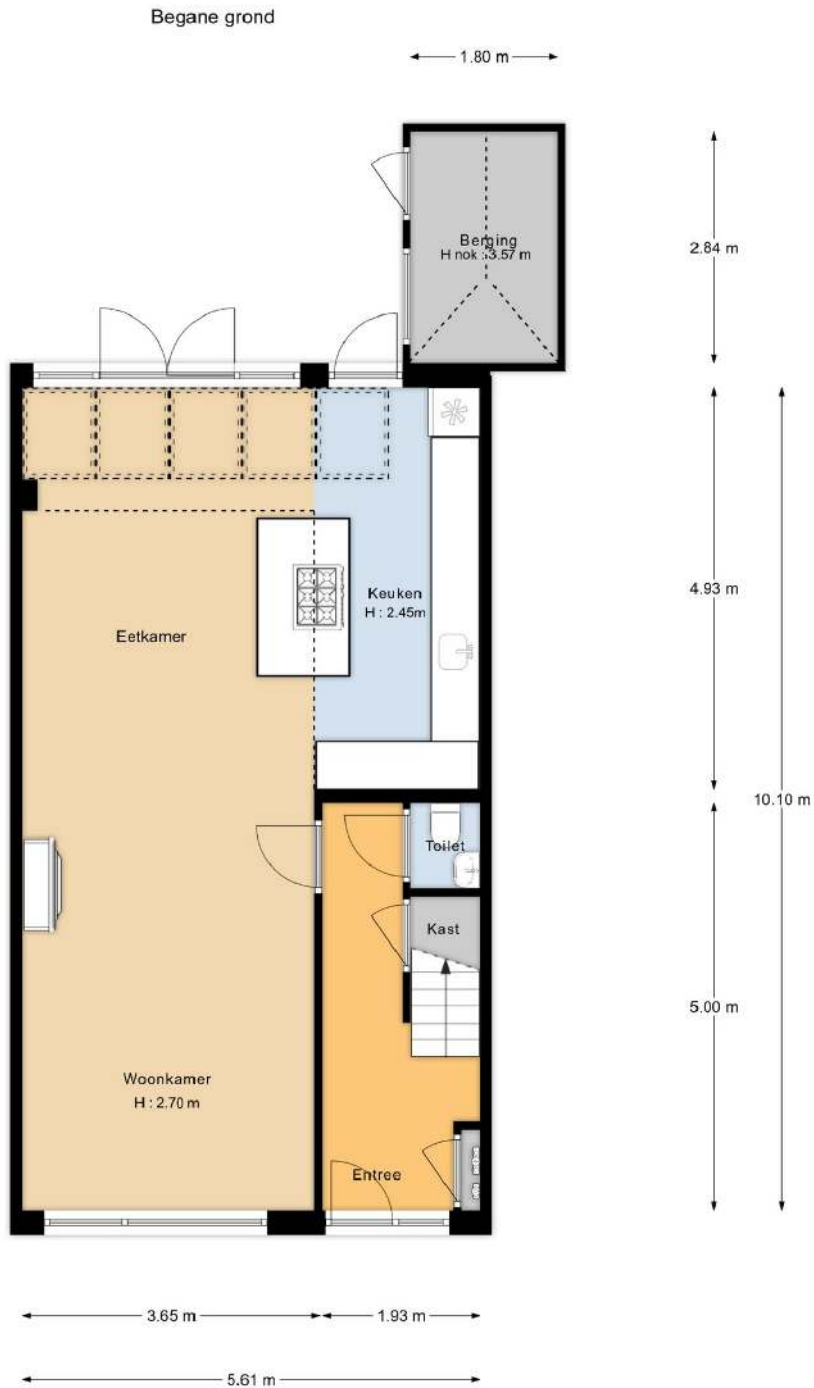 Begane grond
1.80 m
2.84 m
Berging
H nok : 3.57 m
Keuken
H : 2.45m
4.93 m
Eetkamer
10.10 m
Toilet
Kast
5.00 m
Woonkamer
H : 2.70 m
Entree
3.65 m
1.93 m
5.61 m